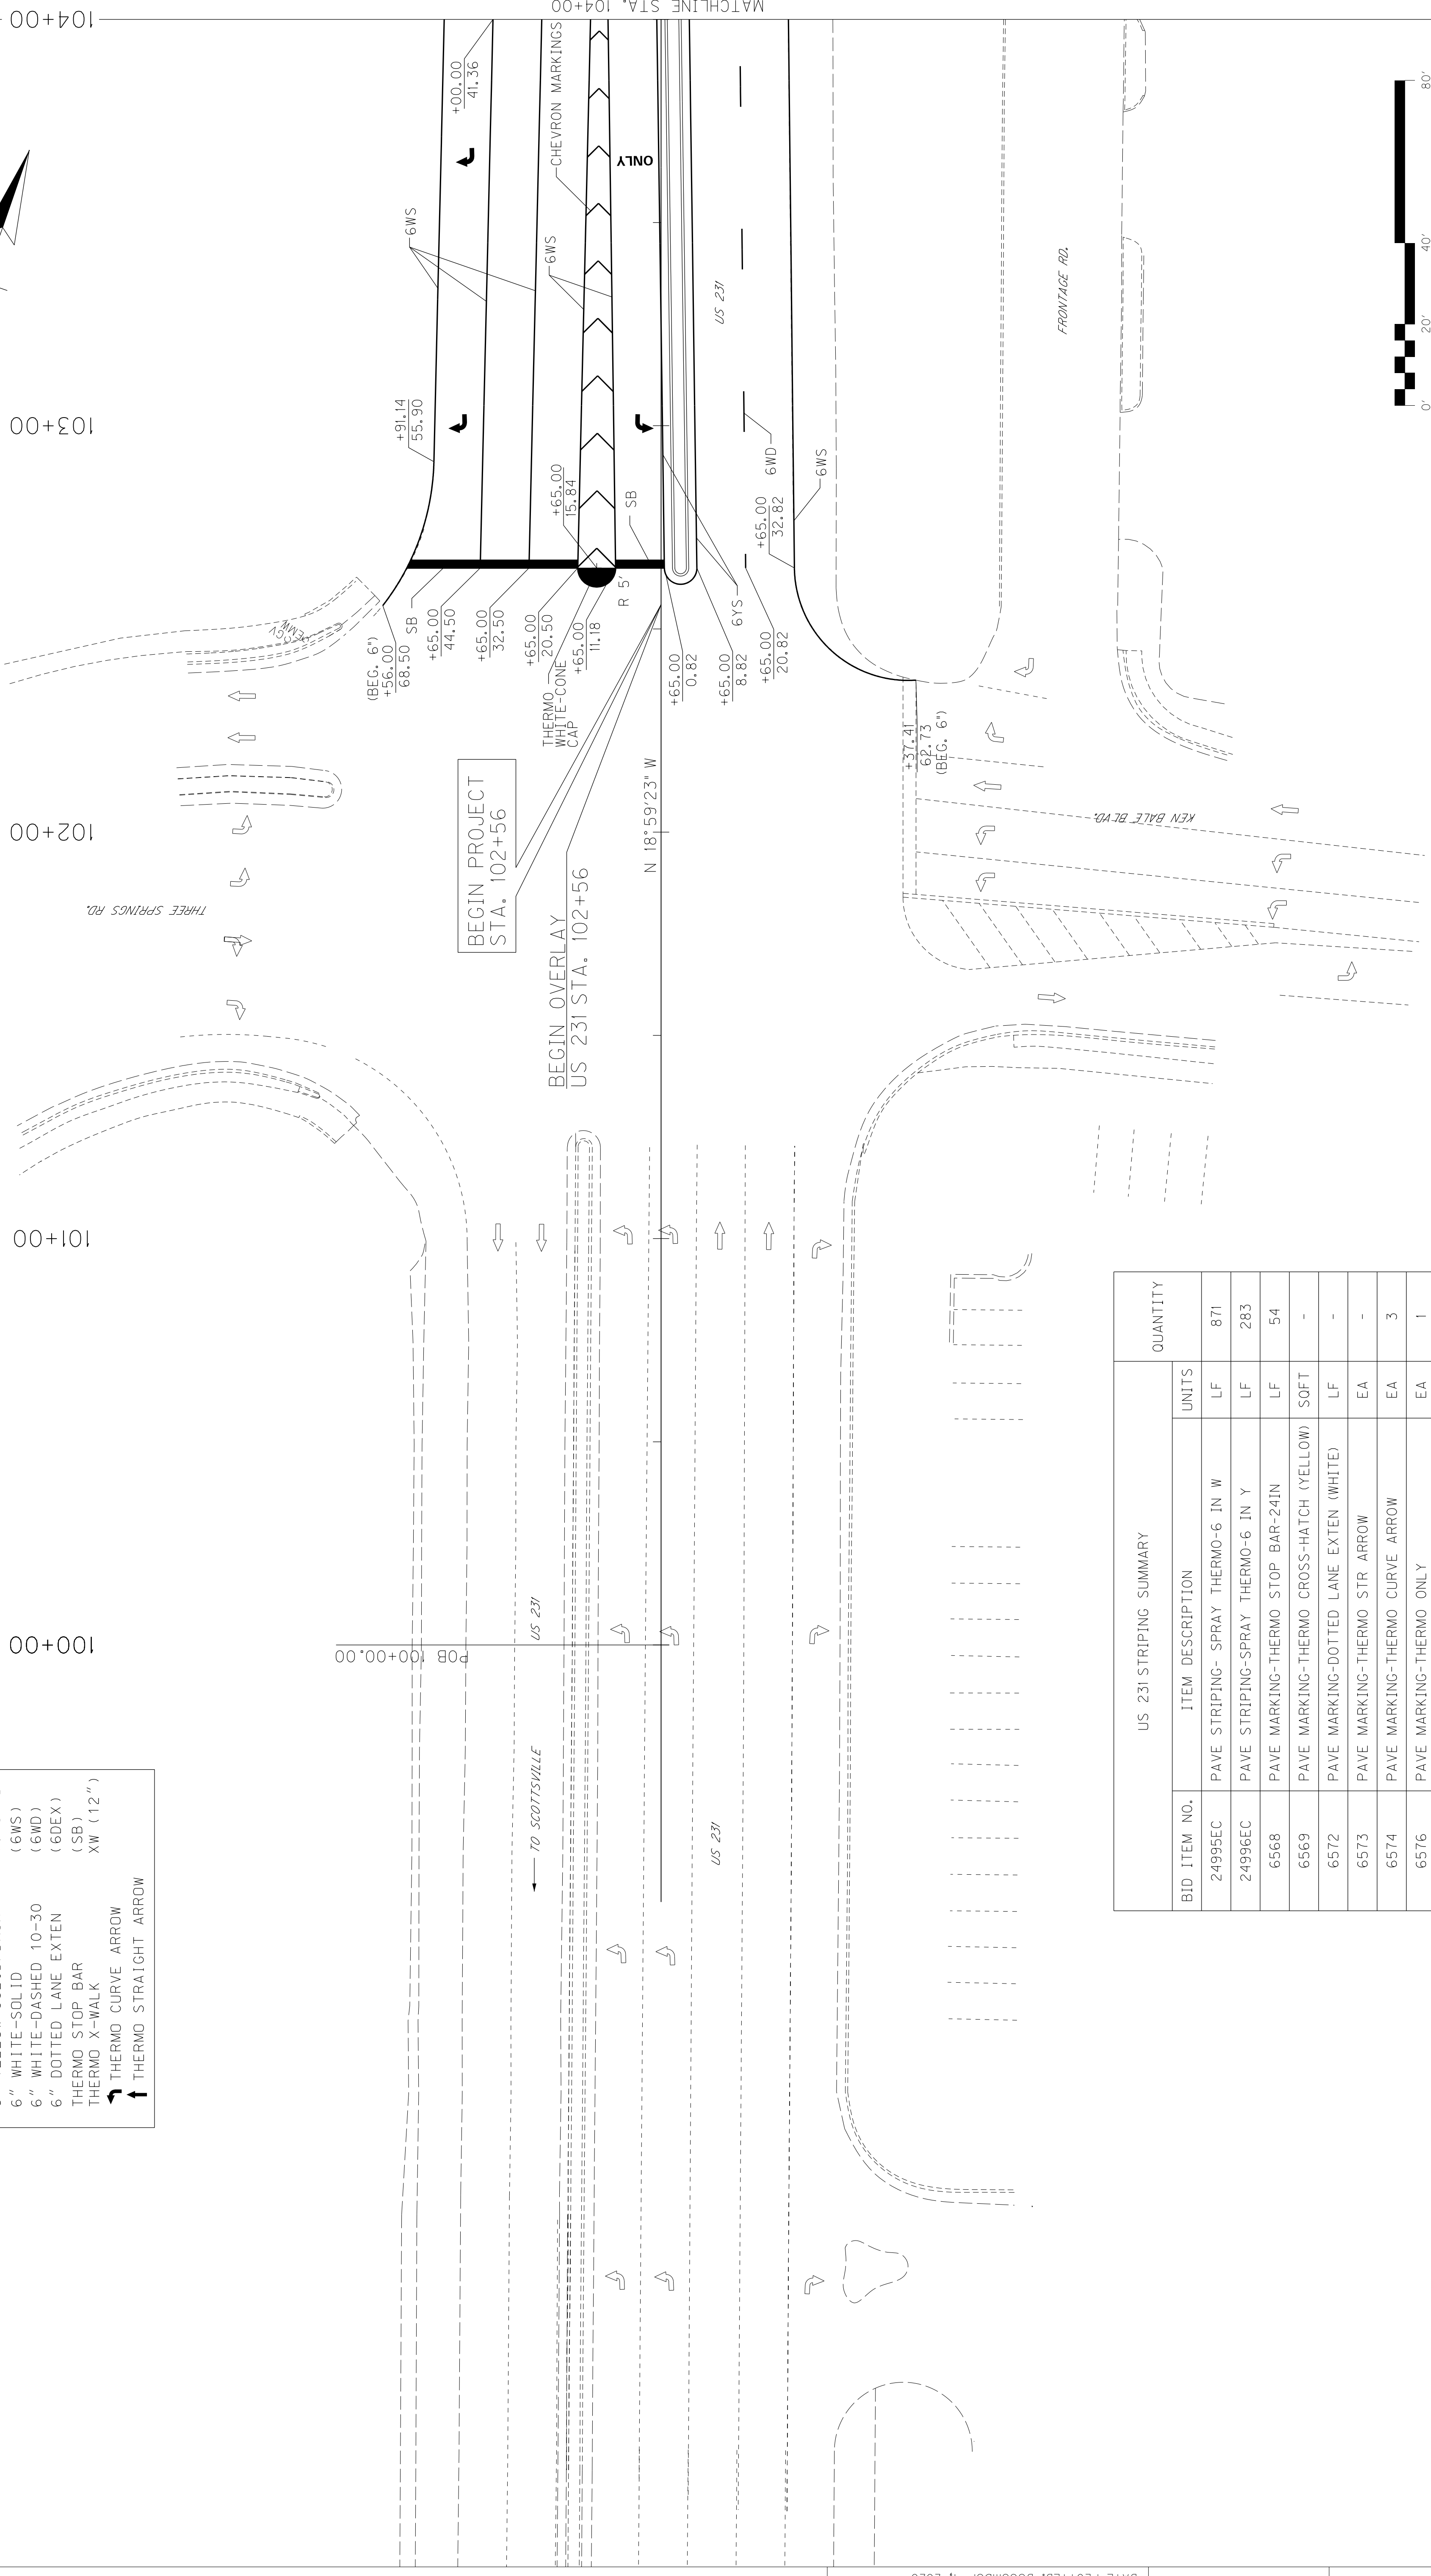 MATCHLINE STA. 104+00
104+00
103+00
102+00
101+00
100+00
+00.00
41.36
CHEVRON MARKINGS
ONLY
6WS
6WS
US 231
FRONTAGE RD.
+91.14
55.90
+65.00
15.84
SB
6WD
6WS
+65.00
32.82
(BEG. 6")
+56.00
68.50
SB
+65.00
44.50
+65.00
32.50
+65.00
20.50
THERMO
WHITE-CONE
CAP
+65.00
11.18
R 5'
6YS
+65.00
0.82
+65.00
8.82
+65.00
20.82
+37.41
62.73
(BEG. 6")
N 18°59'23" W
BEGIN PROJECT
STA. 102+56
BEGIN OVERLAY
US 231 STA. 102+56
THREE SPRINGS RD.
KEN BALE BLVD.
POB 100+00.00
US 231
TO SCOTTSVILLE
US 231
0'
20'
40'
80'
6" WHITE-SOLID (6WS)
6" WHITE-DASHED 10-30 (6WD)
6" DOTTED LANE EXTEN (6DEX)
THERMO STOP BAR (SB)
THERMO X-WALK XW (12")
THERMO CURVE ARROW
THERMO STRAIGHT ARROW
US 231 STRIPING SUMMARY QUANTITY
BID ITEM NO. ITEM DESCRIPTION UNITS
24995EC PAVE STRIPING- SPRAY THERMO-6 IN W LF 871
24996EC PAVE STRIPING-SPRAY THERMO-6 IN Y LF 283
6568 PAVE MARKING-THERMO STOP BAR-24IN LF 54
6569 PAVE MARKING-THERMO CROSS-HATCH (YELLOW) SQFT -
6572 PAVE MARKING-DOTTED LANE EXTEN (WHITE) LF -
6573 PAVE MARKING-THERMO STR ARROW EA -
6574 PAVE MARKING-THERMO CURVE ARROW EA 3
6576 PAVE MARKING-THERMO ONLY EA 1